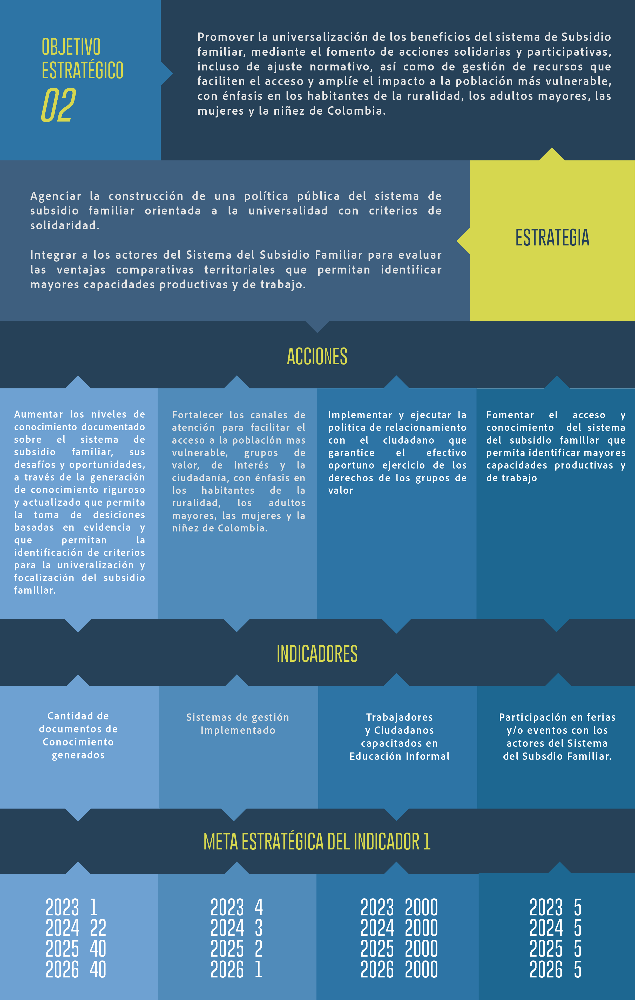 OBJETIVO
ESTRATÉGICO
02
Promover la universalización de los beneficios del sistema de Subsidio
familiar, mediante el fomento de acciones solidarias y participativas,
incluso de ajuste normativo, así como de gestión de recursos que
faciliten el acceso y amplíe el impacto a la población más vulnerable,
con énfasis en los habitantes de la ruralidad, los adultos mayores, las
mujeres y la niñez de Colombia.
Agenciar la construcción de una política pública del sistema de
subsidio familiar orientada a la universalidad con criterios de
solidaridad.
Integrar a los actores del Sistema del Subsidio Familiar para evaluar
las ventajas comparativas territoriales que permitan identificar
mayores capacidades productivas y de trabajo.
ESTRATEGIA
ACCIONES
Aumentar los niveles de
conocimiento documentado
sobre el sistema de
subsidio familiar, sus
desafíos y oportunidades,
a través de la generación
de conocimiento riguroso
y actualizado que permita
la toma de desiciones
basadas en evidencia y
que permitan la
identificación de criterios
para la univeralización y
focalización del subsidio
familiar.
Fortalecer los canales de
atención para facilitar el
acceso a la población mas
vulnerable, grupos de
valor, de interés y la
ciudadanía, con énfasis en
los habitantes de la
ruralidad, los adultos
mayores, las mujeres y la
niñez de Colombia.
Implementar y ejecutar la
politica de relacionamiento
con el ciudadano que
garantice el efectivo
oportuno ejercicio de los
derechos de los grupos de
valor
Fomentar el acceso y
conocimiento del sistema
del subsidio familiar que
permita identificar mayores
capacidades productivas y
de trabajo
INDICADORES
Cantidad de
documentos de
Conocimiento
generados
Sistemas de gestión
Implementado
Trabajadores
y Ciudadanos
capacitados en
Educación Informal
Participación en ferias
y/o eventos con los
actores del Sistema
del Subsdio Familiar.
META ESTRATÉGICA DEL INDICADOR 1
2023 1
2024 22
2025 40
2026 40
2023 4
2024 3
2025 2
2026 1
2023 2000
2024 2000
2025 2000
2026 2000
2023 5
2024 5
2025 5
2026 5